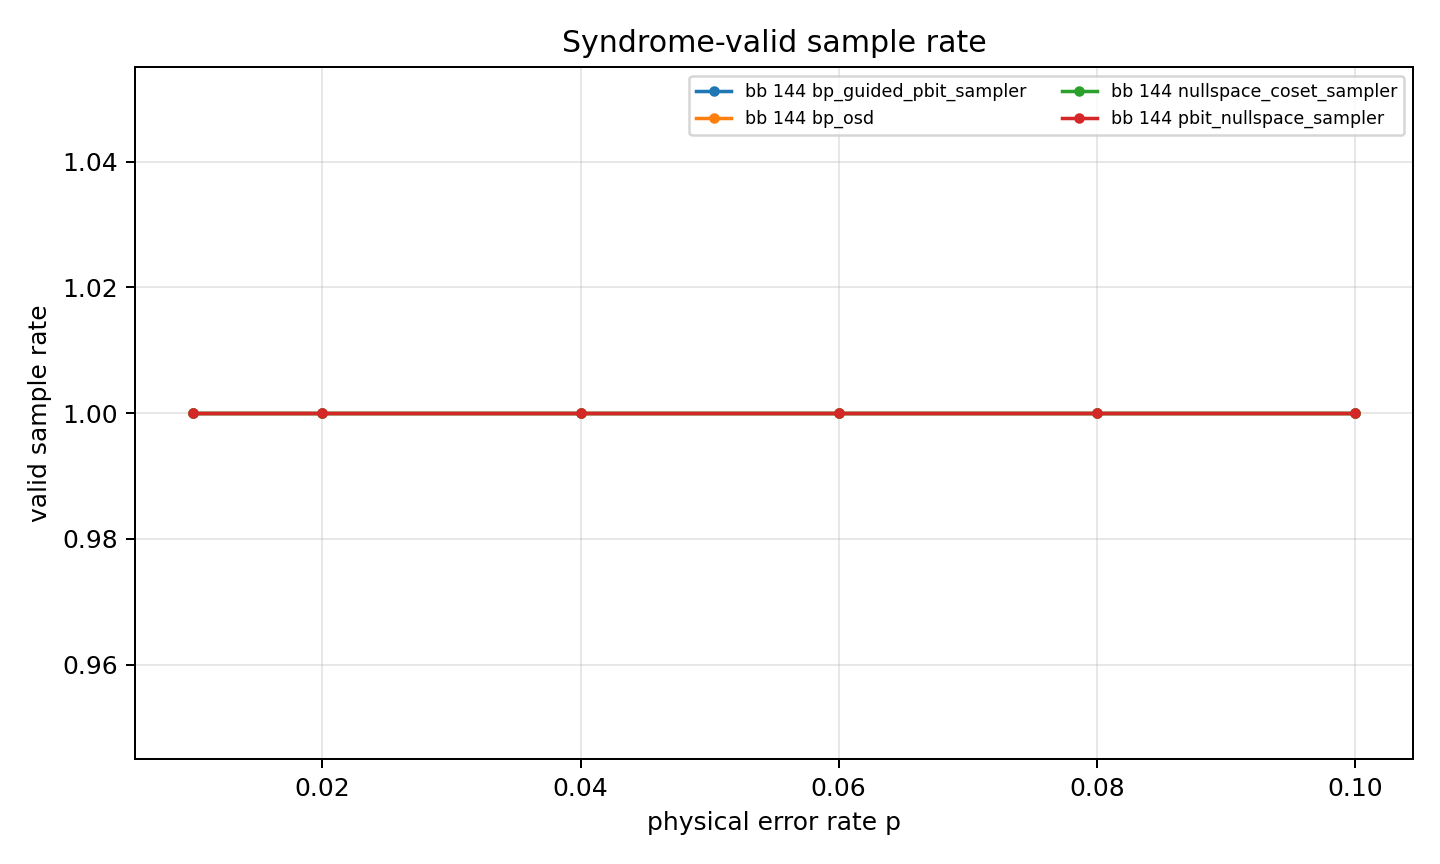 Syndrome-valid sample rate
bb 144 bp_guided_pbit_sampler
bb 144 bp_osd
bb 144 nullspace_coset_sampler
bb 144 pbit_nullspace_sampler
valid sample rate
1.04
1.02
1.00
0.98
0.96
0.02 0.04 0.06 0.08 0.10
physical error rate p